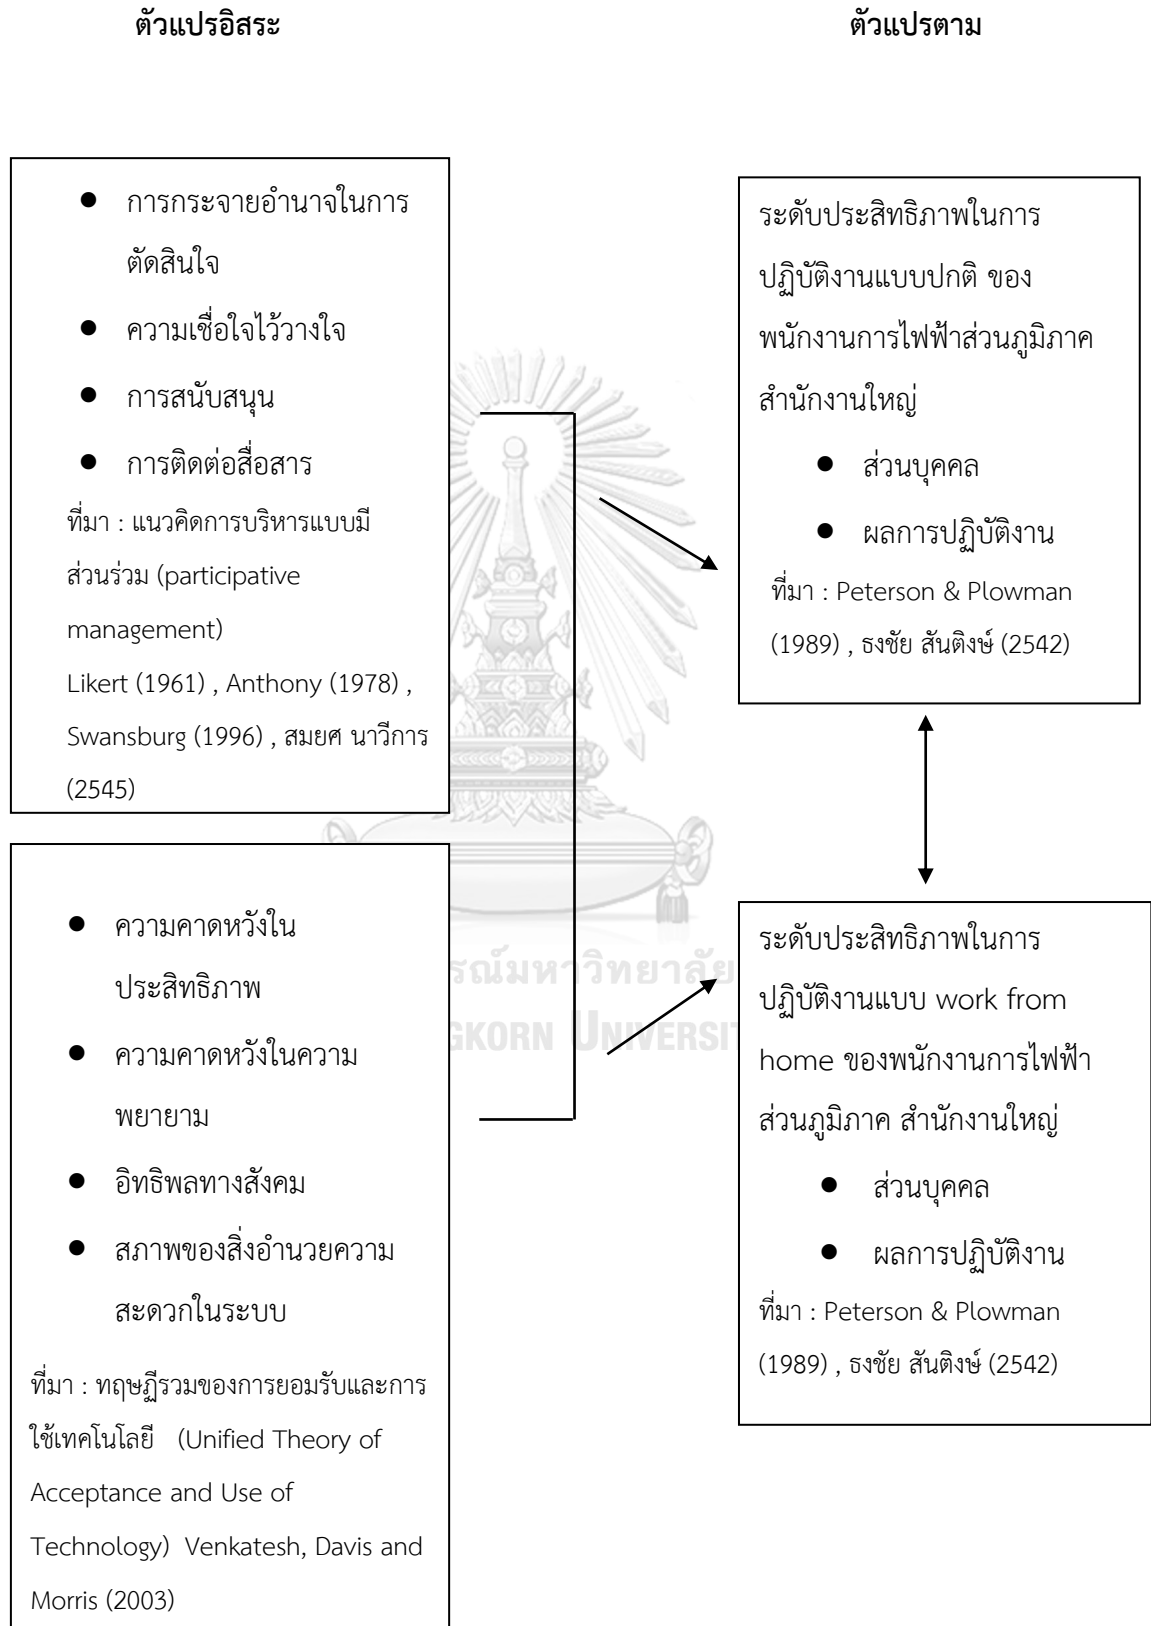 ตัวแปรอิสระ
ตัวแปรตาม
● การกระจายอำนาจในการ
ตัดสินใจ
● ความเชื่อใจไว้วางใจ
● การสนับสนุน
● การติดต่อสื่อสาร
ที่มา : แนวคิดการบริหารแบบมี
ส่วนร่วม (participative
management)
Likert (1961) , Anthony (1978) ,
Swansburg (1996) , สมยศ นาวีการ
(2545)
● ความคาดหวังใน
ประสิทธิภาพ
● ความคาดหวังในความ
พยายาม
● อิทธิพลทางสังคม
● สภาพของสิ่งอำนวยความ
สะดวกในระบบ
ที่มา : ทฤษฎีรวมของการยอมรับและการ
ใช้เทคโนโลยี (Unified Theory of
Acceptance and Use of
Technology) Venkatesh, Davis and
Morris (2003)
ระดับประสิทธิภาพในการ
ปฏิบัติงานแบบปกติ ของ
พนักงานการไฟฟ้าส่วนภูมิภาค
สำนักงานใหญ่
● ส่วนบุคคล
● ผลการปฏิบัติงาน
ที่มา : Peterson & Plowman
(1989) , ธงชัย สันติงษ์ (2542)
ระดับประสิทธิภาพในการ
ปฏิบัติงานแบบ work from
home ของพนักงานการไฟฟ้า
ส่วนภูมิภาค สำนักงานใหญ่
● ส่วนบุคคล
● ผลการปฏิบัติงาน
ที่มา : Peterson & Plowman
(1989) , ธงชัย สันติงษ์ (2542)
รณ์มหาวิทยาลัย
GKORN UNIVERSIT